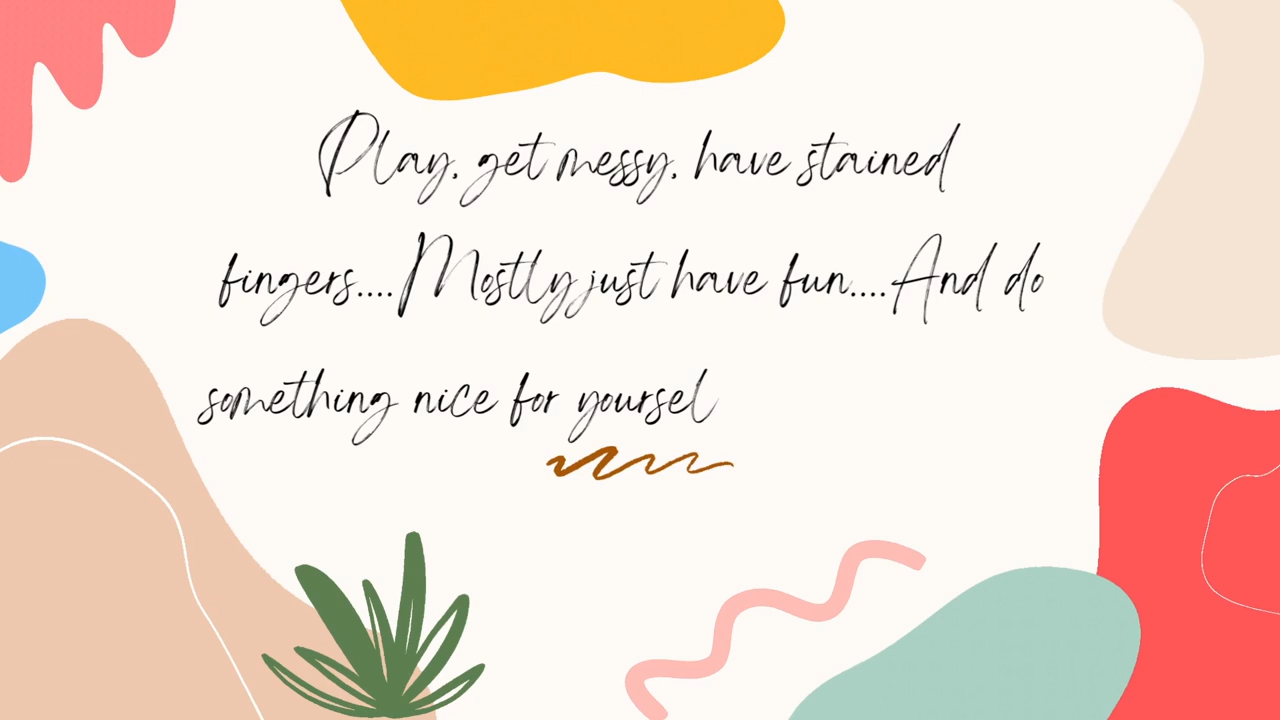 Play, get messy, have stained
fingers....Mostly just have fun....And do
something nice for yoursel